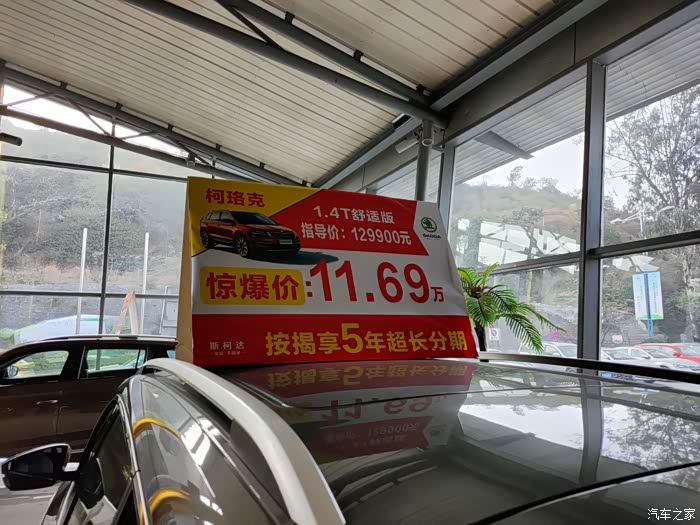 柯珞克
1.4T舒适版
指导价：129900元
SKODA
惊爆价:11.69万
斯柯达
按揭享5年超长分期
汽车之家